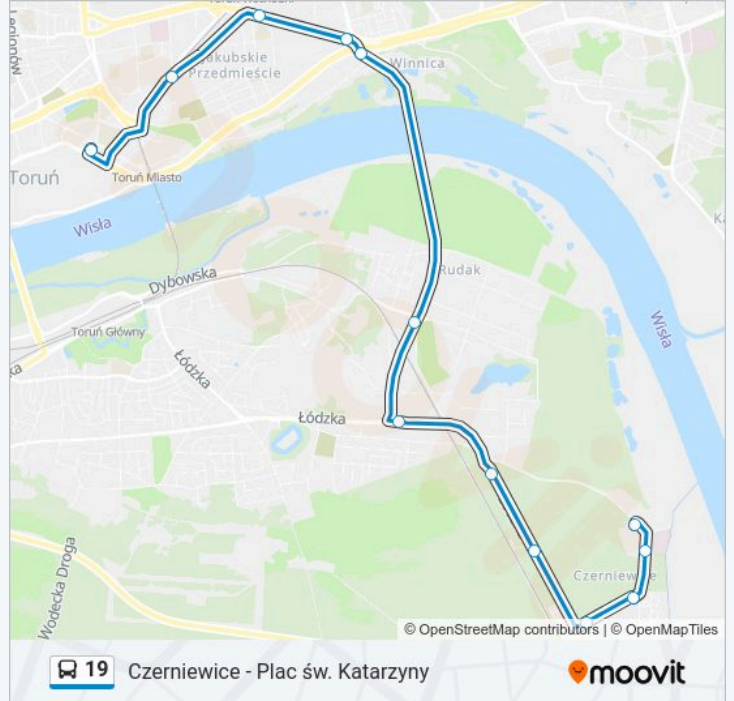 Legionów
Jakubskie
Przedmieście
Winnica
Toruń
Toruń Miasto
Wisła
Rudak
Dybowska
Wisła
Toruń Główny
Łódzka
Łódzka
Czerniewice
Wodecka Droga
© OpenStreetMap contributors | © OpenMapTiles
19 Czerniewice - Plac św. Katarzyny
moovit